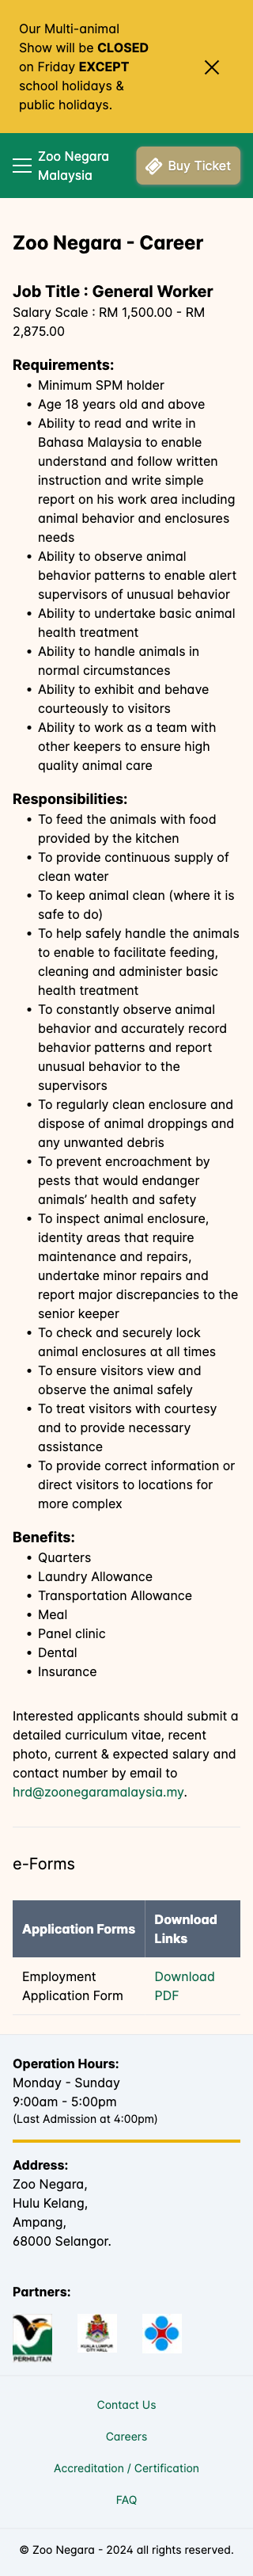 Our Multi-animal
Show will be CLOSED
on Friday EXCEPT
school holidays &
public holidays.
Zoo Negara
Malaysia
Buy Ticket
Zoo Negara - Career
Job Title : General Worker
Salary Scale : RM 1,500.00 - RM
2,875.00
Requirements:
• Minimum SPM holder
• Age 18 years old and above
• Ability to read and write in
Bahasa Malaysia to enable
understand and follow written
instruction and write simple
report on his work area including
animal behavior and enclosures
needs
• Ability to observe animal
behavior patterns to enable alert
supervisors of unusual behavior
• Ability to undertake basic animal
health treatment
• Ability to handle animals in
normal circumstances
• Ability to exhibit and behave
courteously to visitors
• Ability to work as a team with
other keepers to ensure high
quality animal care
Responsibilities:
• To feed the animals with food
provided by the kitchen
• To provide continuous supply of
clean water
• To keep animal clean (where it is
safe to do)
• To help safely handle the animals
to enable to facilitate feeding,
cleaning and administer basic
health treatment
• To constantly observe animal
behavior and accurately record
behavior patterns and report
unusual behavior to the
supervisors
• To regularly clean enclosure and
dispose of animal droppings and
any unwanted debris
• To prevent encroachment by
pests that would endanger
animals’ health and safety
• To inspect animal enclosure,
identity areas that require
maintenance and repairs,
undertake minor repairs and
report major discrepancies to the
senior keeper
• To check and securely lock
animal enclosures at all times
• To ensure visitors view and
observe the animal safely
• To treat visitors with courtesy
and to provide necessary
assistance
• To provide correct information or
direct visitors to locations for
more complex
Benefits:
• Quarters
• Laundry Allowance
• Transportation Allowance
• Meal
• Panel clinic
• Dental
• Insurance
Interested applicants should submit a
detailed curriculum vitae, recent
photo, current & expected salary and
contact number by email to
hrd@zoonegaramalaysia.my.
e-Forms
Application Forms
Download
Links
Employment
Application Form
Download
PDF
Operation Hours:
Monday - Sunday
9:00am - 5:00pm
(Last Admission at 4:00pm)
Address:
Zoo Negara,
Hulu Kelang,
Ampang,
68000 Selangor.
Partners:
PERHILITAN
KUALA LUMPUR
CITY HALL
Contact Us
Careers
Accreditation / Certification
FAQ
© Zoo Negara - 2024 all rights reserved.